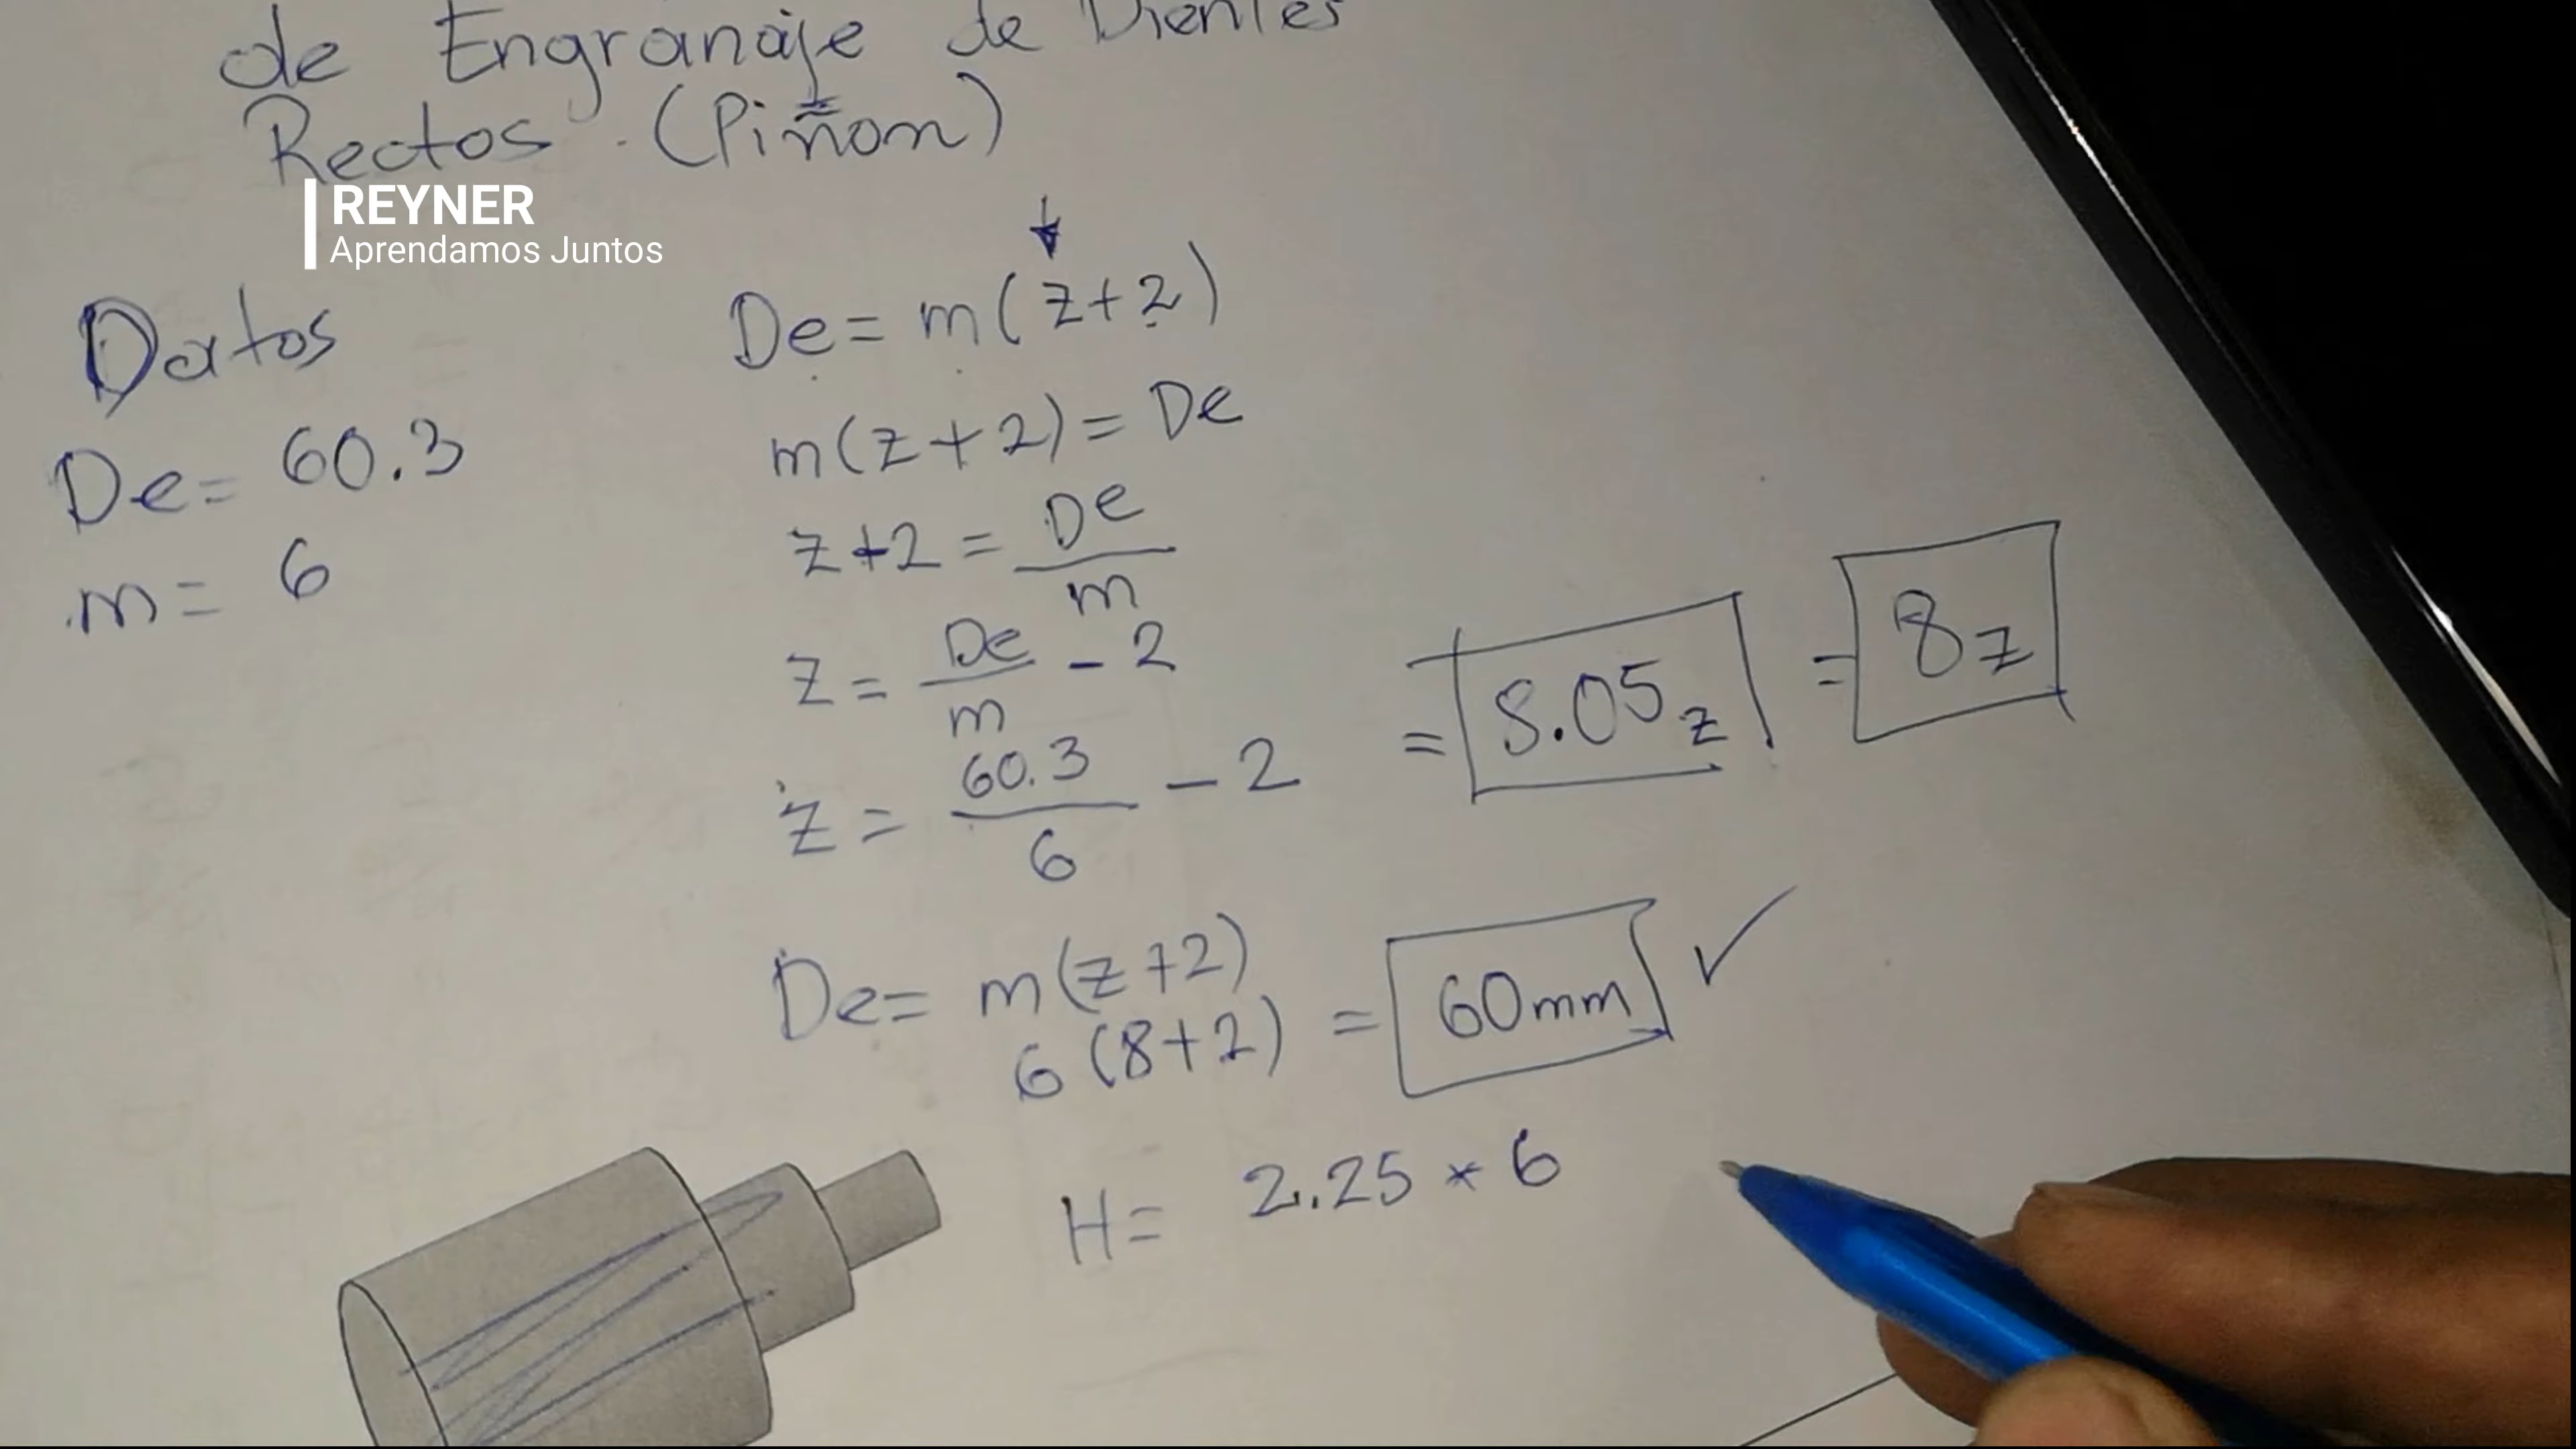 de Engranaje de Dientes
Rectos. (Piñon)
REYNER
Aprendamos Juntos
Datos
De= 60.3
m= 6
De= m(z+2)
m(z+2)= De
z+2 = De/m
z = De/m - 2
z = 60.3/6 - 2 = 8.05z = 8z
De= m(z+2)
6(8+2) = 60mm ✓
H= 2.25 * 6